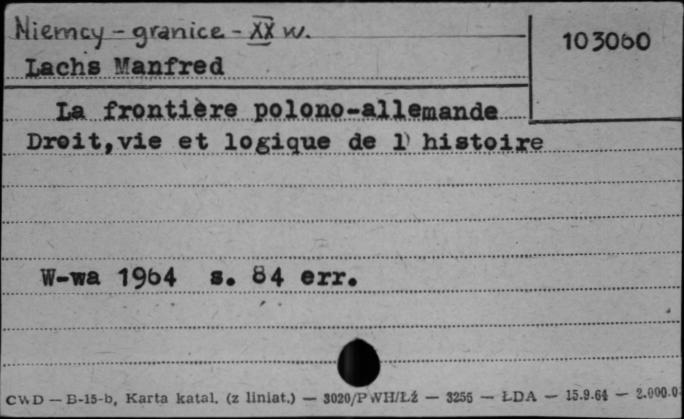 Niemcy - granice - XX w.
103060
Lachs Manfred
La frontière polono-allemande
Droit,vie et logique de l' histoire
W-wa 1964 s. 84 err.
CWD — B-15-b, Karta katal. (z liniat.) — 3020/PWH/Łź — 3255 — ŁDA — 15.9.64 — 2.000.0